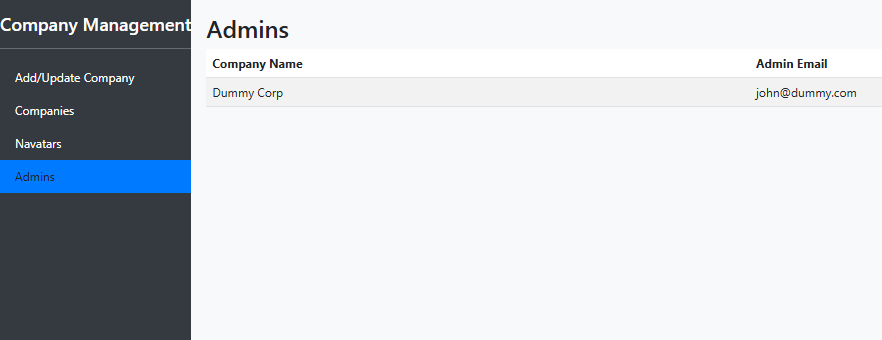 Company Management
Add/Update Company
Companies
Navatars
Admins
Admins
Company Name Admin Email
Dummy Corp john@dummy.com